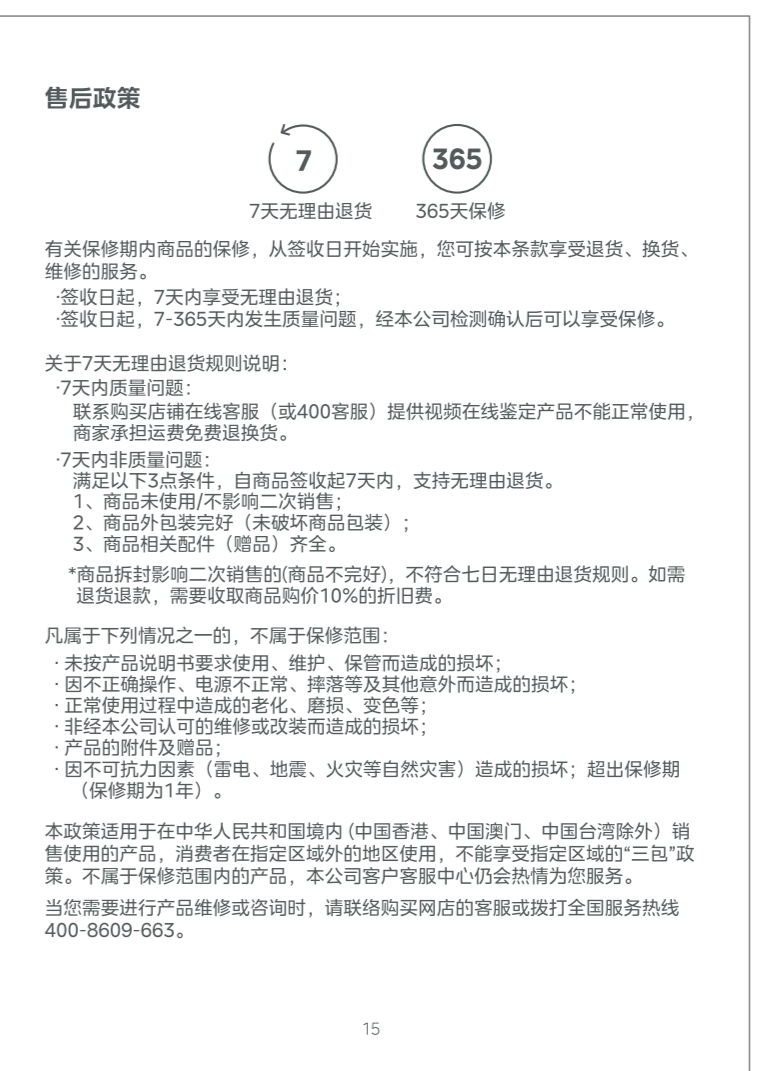 售后政策
7
365
7天无理由退货
365天保修
有关保修期内商品的保修，从签收日开始实施，您可按本条款享受退货、换货、
维修的服务。
·签收日起，7天内享受无理由退货；
·签收日起，7-365天内发生质量问题，经本公司检测确认后可以享受保修。
关于7天无理由退货规则说明：
·7天内质量问题：
联系购买店铺在线客服（或400客服）提供视频在线鉴定产品不能正常使用，
商家承担运费免费退换货。
·7天内非质量问题：
满足以下3点条件，自商品签收起7天内，支持无理由退货。
1、商品未使用/不影响二次销售；
2、商品外包装完好（未破坏商品包装）；
3、商品相关配件（赠品）齐全。
*商品拆封影响二次销售的(商品不完好)，不符合七日无理由退货规则。如需
退货退款，需要收取商品购价10%的折旧费。
凡属于下列情况之一的，不属于保修范围：
· 未按产品说明书要求使用、维护、保管而造成的损坏；
· 因不正确操作、电源不正常、摔落等及其他意外而造成的损坏；
· 正常使用过程中造成的老化、磨损、变色等；
· 非经本公司认可的维修或改装而造成的损坏；
· 产品的附件及赠品；
· 因不可抗力因素（雷电、地震、火灾等自然灾害）造成的损坏；超出保修期
（保修期为1年）。
本政策适用于在中华人民共和国境内 (中国香港、中国澳门、中国台湾除外）销
售使用的产品，消费者在指定区域外的地区使用，不能享受指定区域的“三包”政
策。不属于保修范围内的产品，本公司客户客服中心仍会热情为您服务。
当您需要进行产品维修或咨询时，请联络购买网店的客服或拨打全国服务热线
400-8609-663。
15